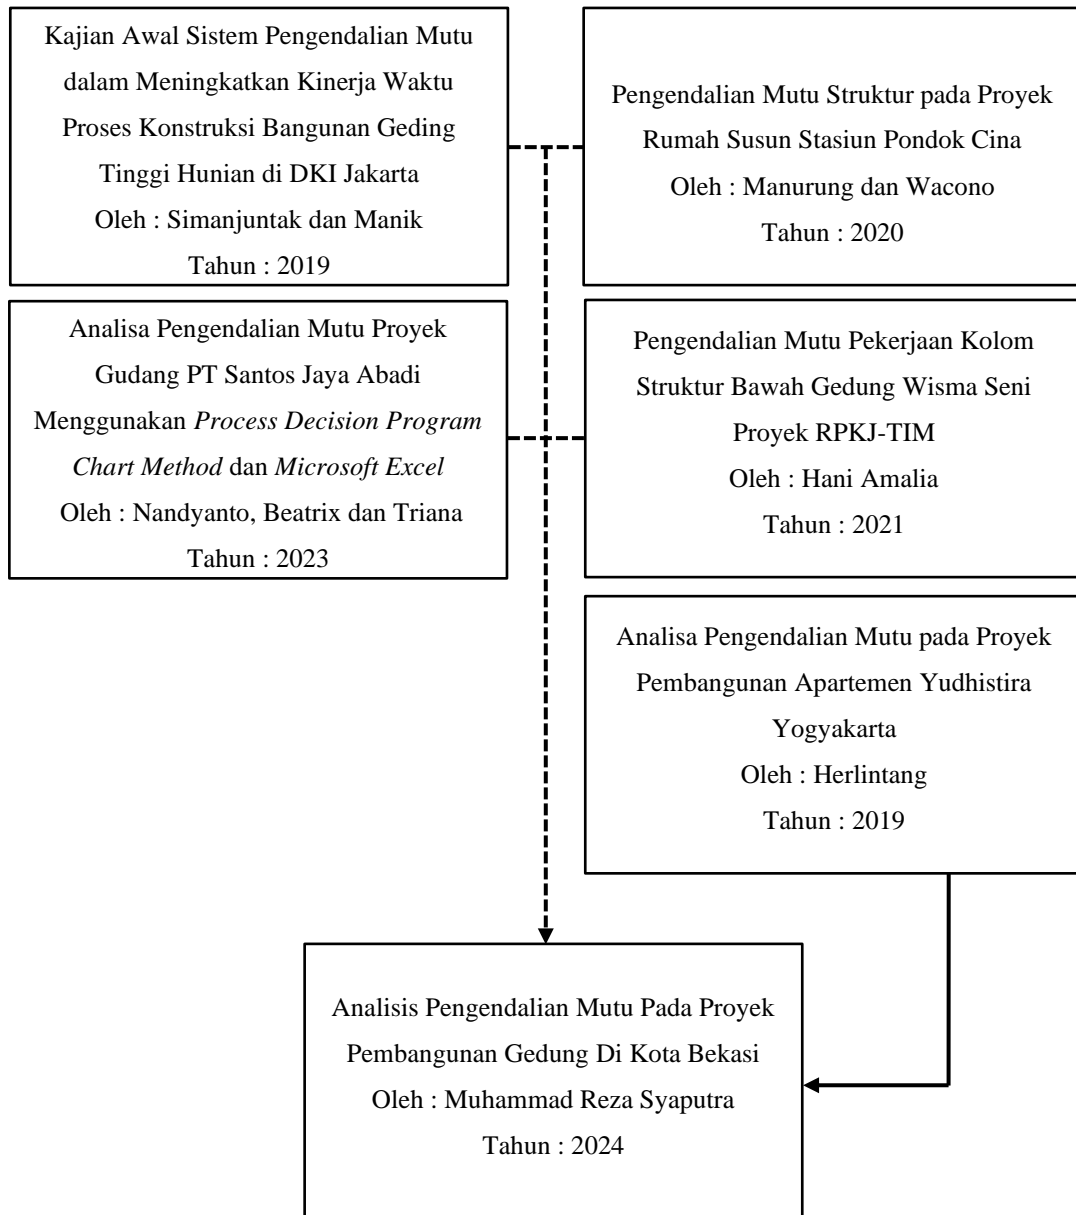 Kajian Awal Sistem Pengendalian Mutu
dalam Meningkatkan Kinerja Waktu
Proses Konstruksi Bangunan Geding
Tinggi Hunian di DKI Jakarta
Oleh : Simanjuntak dan Manik
Tahun : 2019
Pengendalian Mutu Struktur pada Proyek
Rumah Susun Stasiun Pondok Cina
Oleh : Manurung dan Wacono
Tahun : 2020
Analisa Pengendalian Mutu Proyek
Gudang PT Santos Jaya Abadi
Menggunakan Process Decision Program
Chart Method dan Microsoft Excel
Oleh : Nandyanto, Beatrix dan Triana
Tahun : 2023
Pengendalian Mutu Pekerjaan Kolom
Struktur Bawah Gedung Wisma Seni
Proyek RPKJ-TIM
Oleh : Hani Amalia
Tahun : 2021
Analisa Pengendalian Mutu pada Proyek
Pembangunan Apartemen Yudhistira
Yogyakarta
Oleh : Herlintang
Tahun : 2019
Analisis Pengendalian Mutu Pada Proyek
Pembangunan Gedung Di Kota Bekasi
Oleh : Muhammad Reza Syaputra
Tahun : 2024